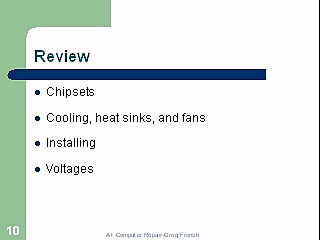 Review
Chipsets
Cooling, heat sinks, and fans
Installing
Voltages
10
A+ Computer Repair-Greg French